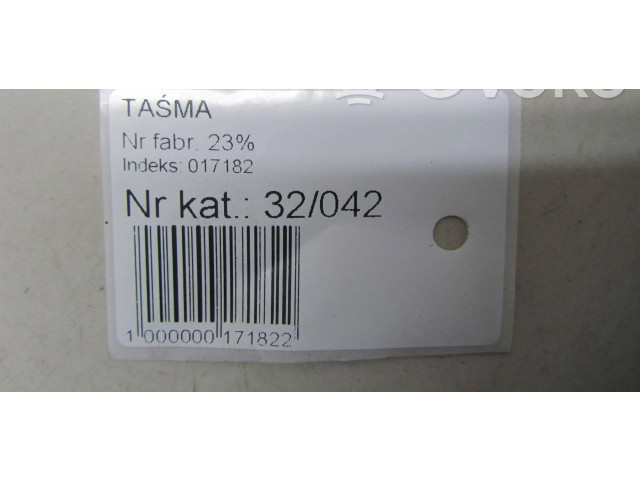 TAŚMA
Nr fabr. 23%
Indeks: 017182
Nr kat.: 32/042
1 000000 171822